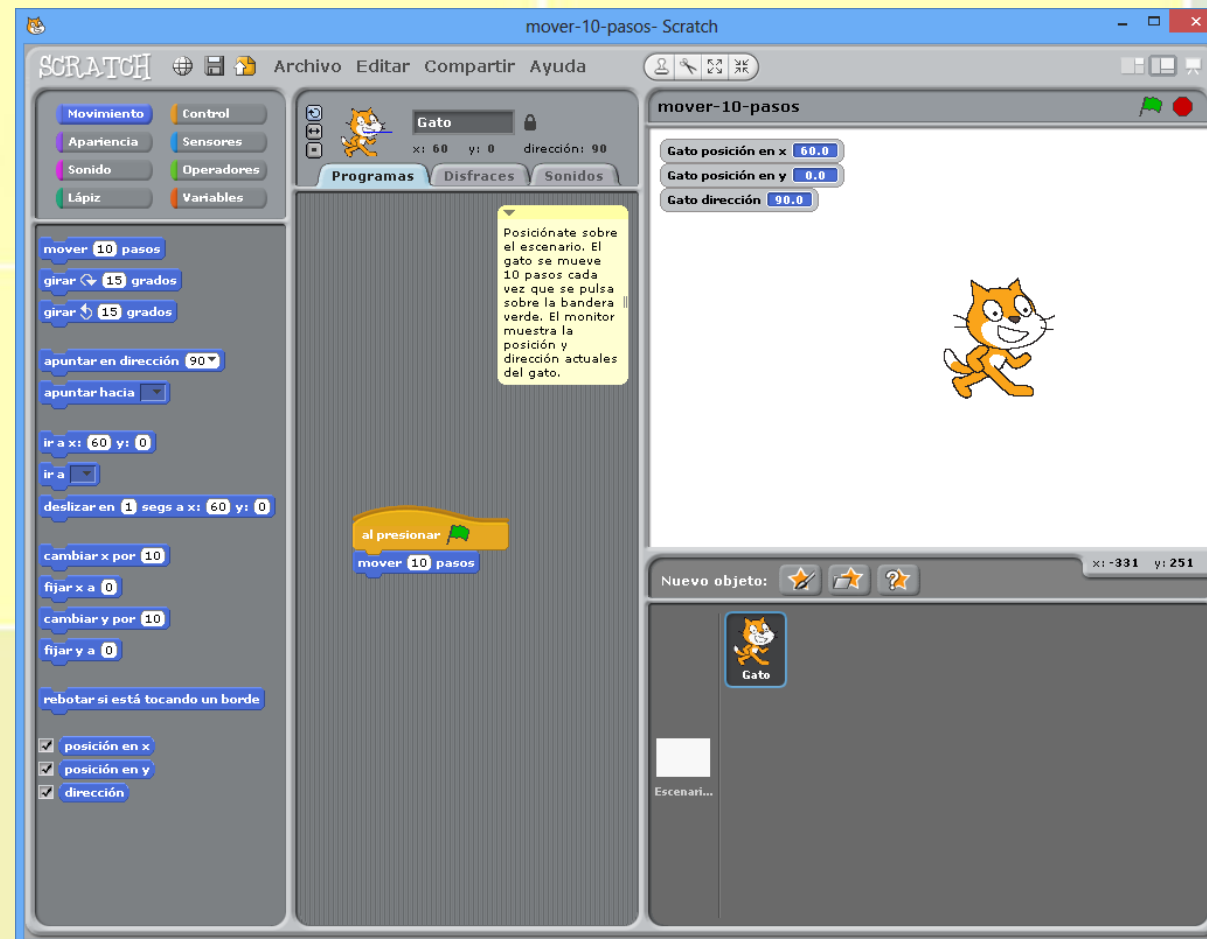 mover-10-pasos- Scratch
SCRATCH Archivo Editar Compartir Ayuda
Movimiento Control
Apariencia Sensores
Sonido Operadores
Lápiz Variables
mover 10 pasos
girar 15 grados
girar 15 grados
apuntar en dirección 90
apuntar hacia
ir a x: 60 y: 0
ir a
deslizar en 1 segs a x: 60 y: 0
cambiar x por 10
fijar x a 0
cambiar y por 10
fijar y a 0
rebotar si está tocando un borde
posición en x
posición en y
dirección
Gato
x: 60 y: 0 dirección: 90
Programas Disfraces Sonidos
Posiciónate sobre
el escenario. El
gato se mueve
10 pasos cada
vez que se pulsa
sobre la bandera
verde. El monitor
muestra la
posición y
dirección actuales
del gato.
al presionar
mover 10 pasos
mover-10-pasos
Gato posición en x 60.0
Gato posición en y 0.0
Gato dirección 90.0
x: -331 y: 251
Nuevo objeto:
Gato
Escenari...